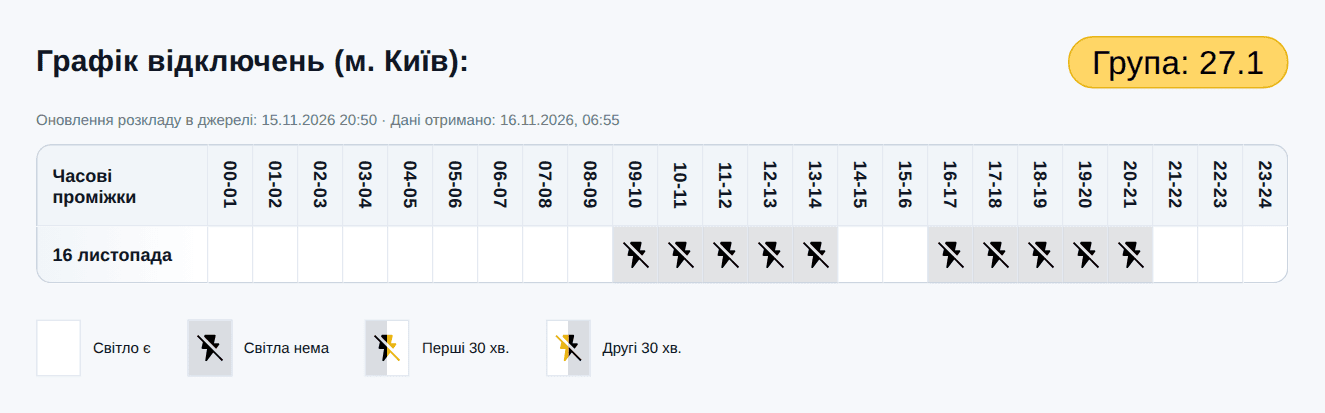 Графік відключень (м. Київ):
Група: 27.1
Оновлення розкладу в джерелі: 15.11.2026 20:50 · Дані отримано: 16.11.2026, 06:55
Часові
проміжки
00-01
01-02
02-03
03-04
04-05
05-06
06-07
07-08
08-09
09-10
10-11
11-12
12-13
13-14
14-15
15-16
16-17
17-18
18-19
19-20
20-21
21-22
22-23
23-24
16 листопада
Світло є
Світла нема
Перші 30 хв.
Другі 30 хв.